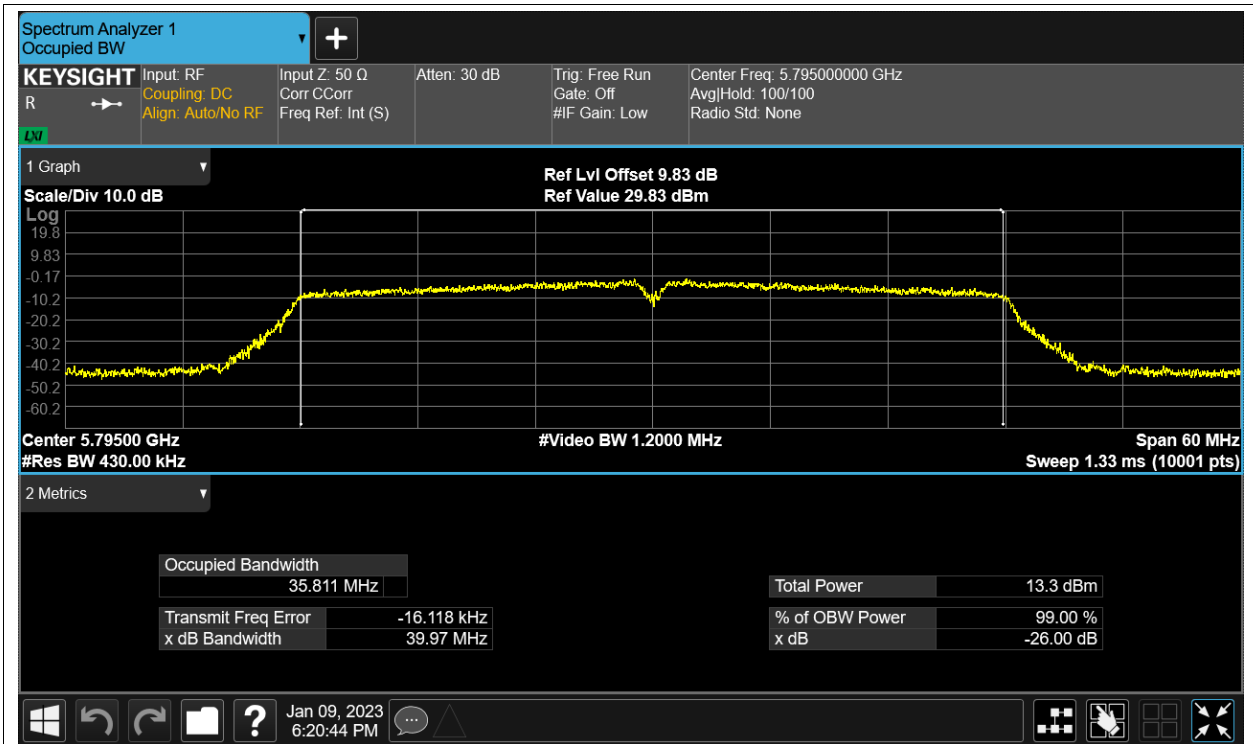 Spectrum Analyzer 1
Occupied BW
KEYSIGHT
R
LXI
Input: RF
Coupling: DC
Align: Auto/No RF
Input Z: 50 Ω
Corr CCorr
Freq Ref: Int (S)
Atten: 30 dB
Trig: Free Run
Gate: Off
#IF Gain: Low
Center Freq: 5.795000000 GHz
Avg|Hold: 100/100
Radio Std: None
1 Graph
Scale/Div 10.0 dB
Ref Lvl Offset 9.83 dB
Ref Value 29.83 dBm
Log
19.8
9.83
-0.17
-10.2
-20.2
-30.2
-40.2
-50.2
-60.2
Center 5.79500 GHz
#Video BW 1.2000 MHz
Span 60 MHz
#Res BW 430.00 kHz
Sweep 1.33 ms (10001 pts)
2 Metrics
Occupied Bandwidth
35.811 MHz
Transmit Freq Error -16.118 kHz
x dB Bandwidth 39.97 MHz
Total Power 13.3 dBm
% of OBW Power 99.00 %
x dB -26.00 dB
?
Jan 09, 2023
6:20:44 PM